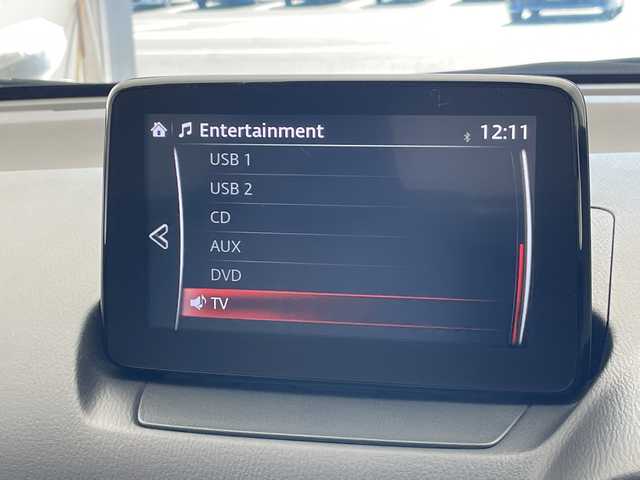 Entertainment 12:11
USB 1
USB 2
CD
AUX
DVD
TV